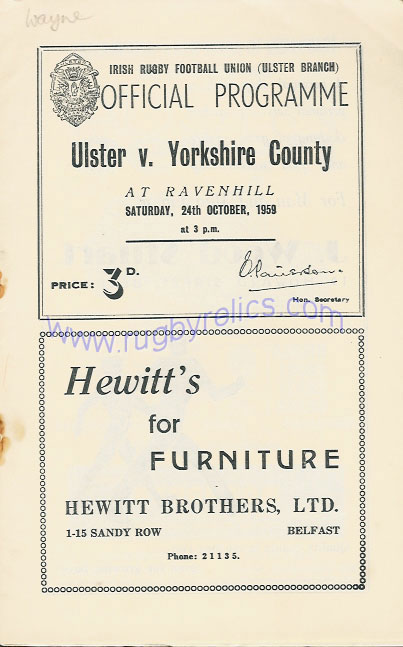 wayne
IRISH RUGBY FOOTBALL UNION (ULSTER BRANCH)
OFFICIAL PROGRAMME
Ulster v. Yorkshire County
AT RAVENHILL
SATURDAY, 24th OCTOBER, 1959
at 3 p.m.
PRICE: 3D.
Hon. Secretary
www.rugbyrelics.com
Hewitt's
for
FURNITURE
HEWITT BROTHERS, LTD.
1-15 SANDY ROW BELFAST
Phone: 21135.